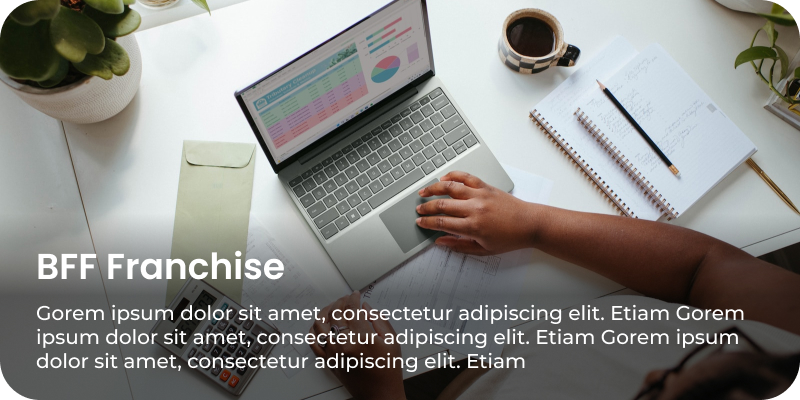 BFF Franchise
Gorem ipsum dolor sit amet, consectetur adipiscing elit. Etiam Gorem
ipsum dolor sit amet, consectetur adipiscing elit. Etiam Gorem ipsum
dolor sit amet, consectetur adipiscing elit. Etiam